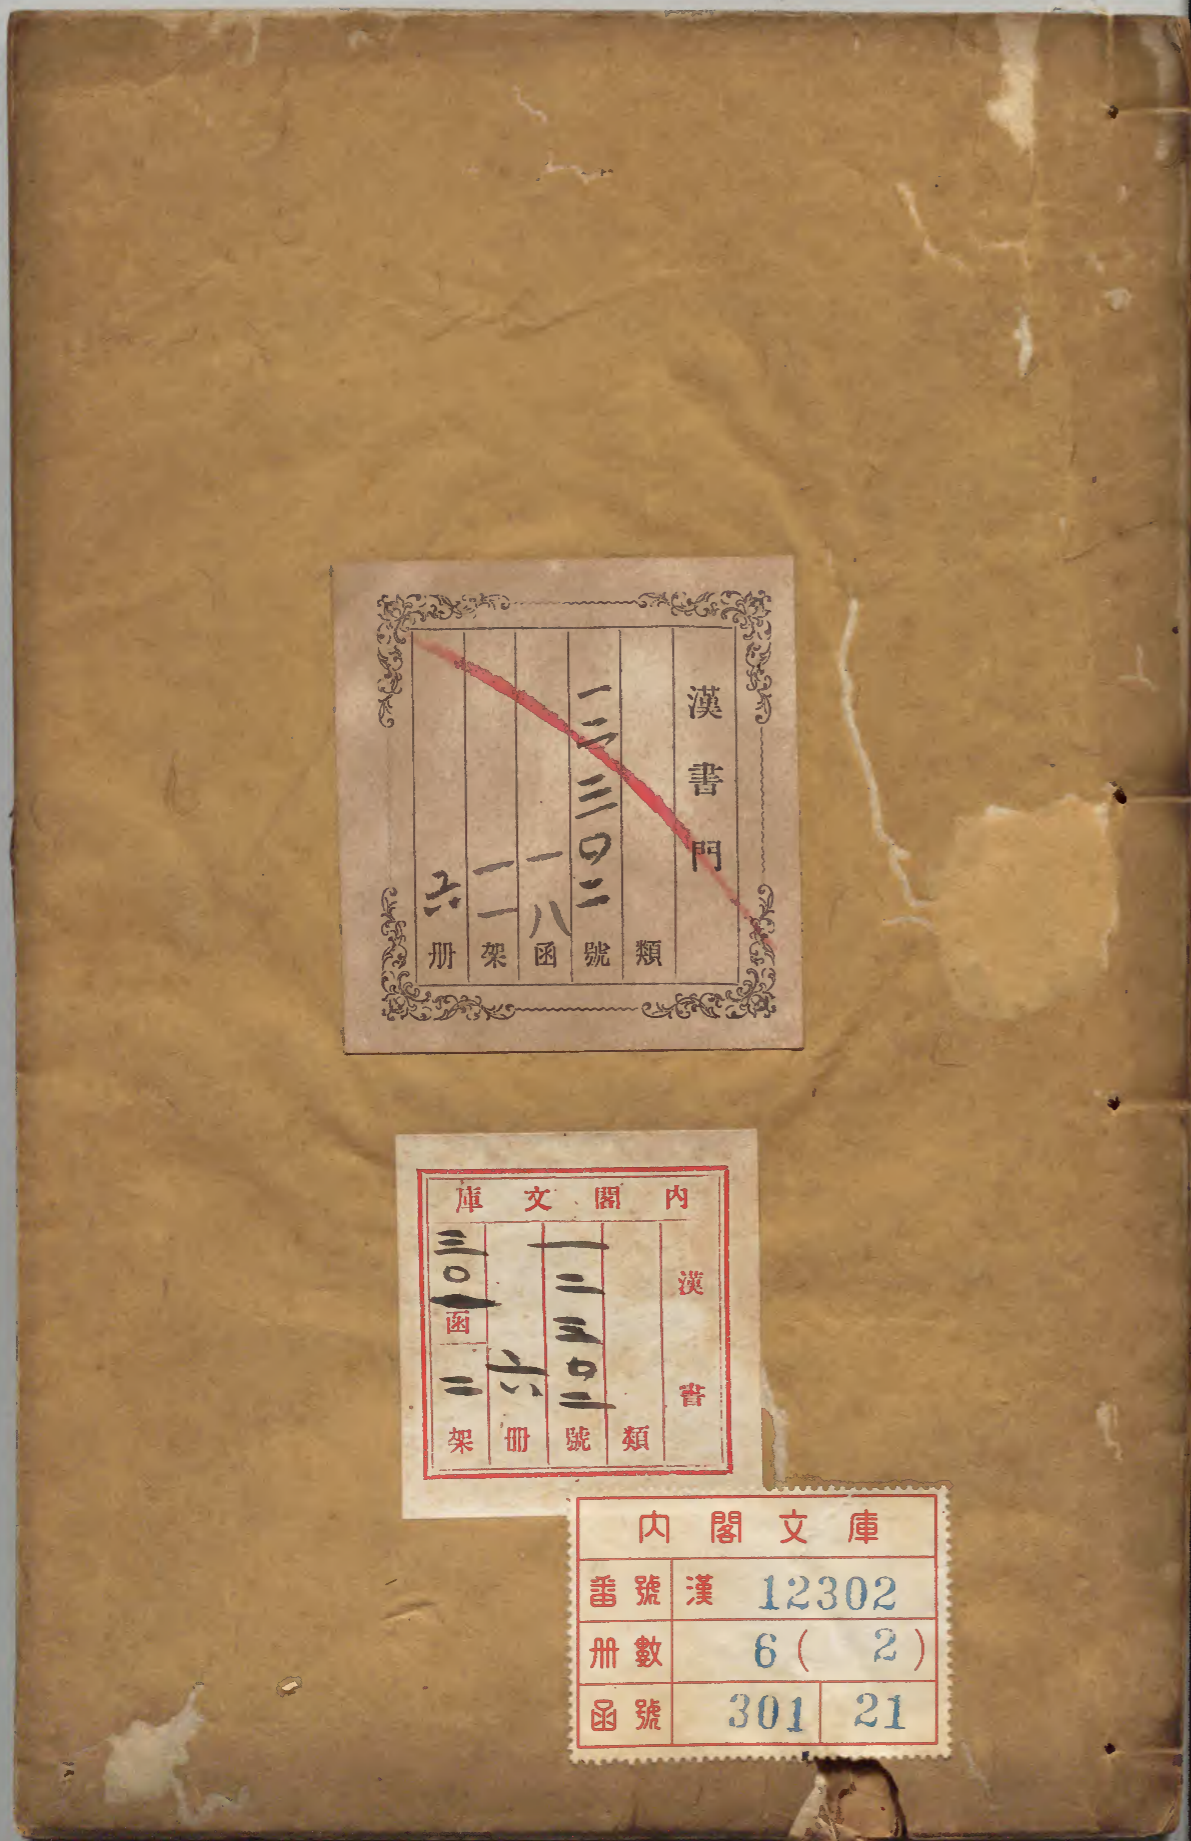 漢書門
類
一二三〇二號
一八函
一一架
六册
内閣文庫
漢書
類
一二三〇二號
六冊
三〇一函
二架
内閣文庫
番號 漢 12302
册數 6 ( 2 )
函號 301 21